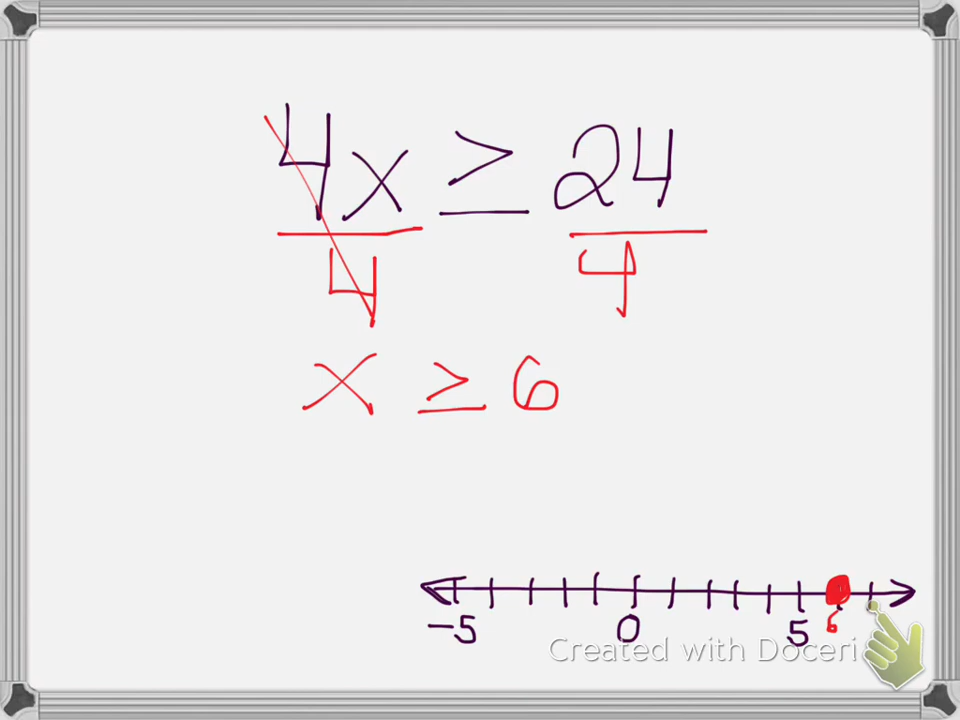 4x ≥ 24
4 4
x ≥ 6
-5 0 5 6
Created with Doceri